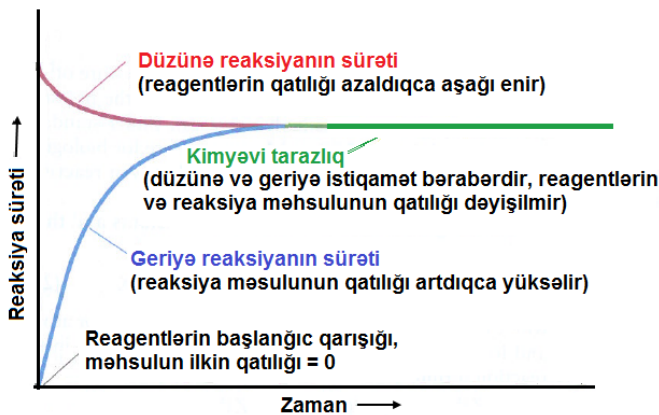 Düzünə reaksiyanın sürəti
(reagentlərin qatılığı azaldıqca aşağı enir)
Kimyəvi tarazlıq
(düzünə və geriyə istiqamət bərabərdir, reagentlərin
və reaksiya məhsulunun qatılığı dəyişilmir)
Geriyə reaksiyanın sürəti
(reaksiya məsulunun qatılığı artdıqca yüksəlir)
Reagentlərin başlanğıc qarışığı,
məhsulun ilkin qatılığı = 0
Reaksiya sürəti
Zaman